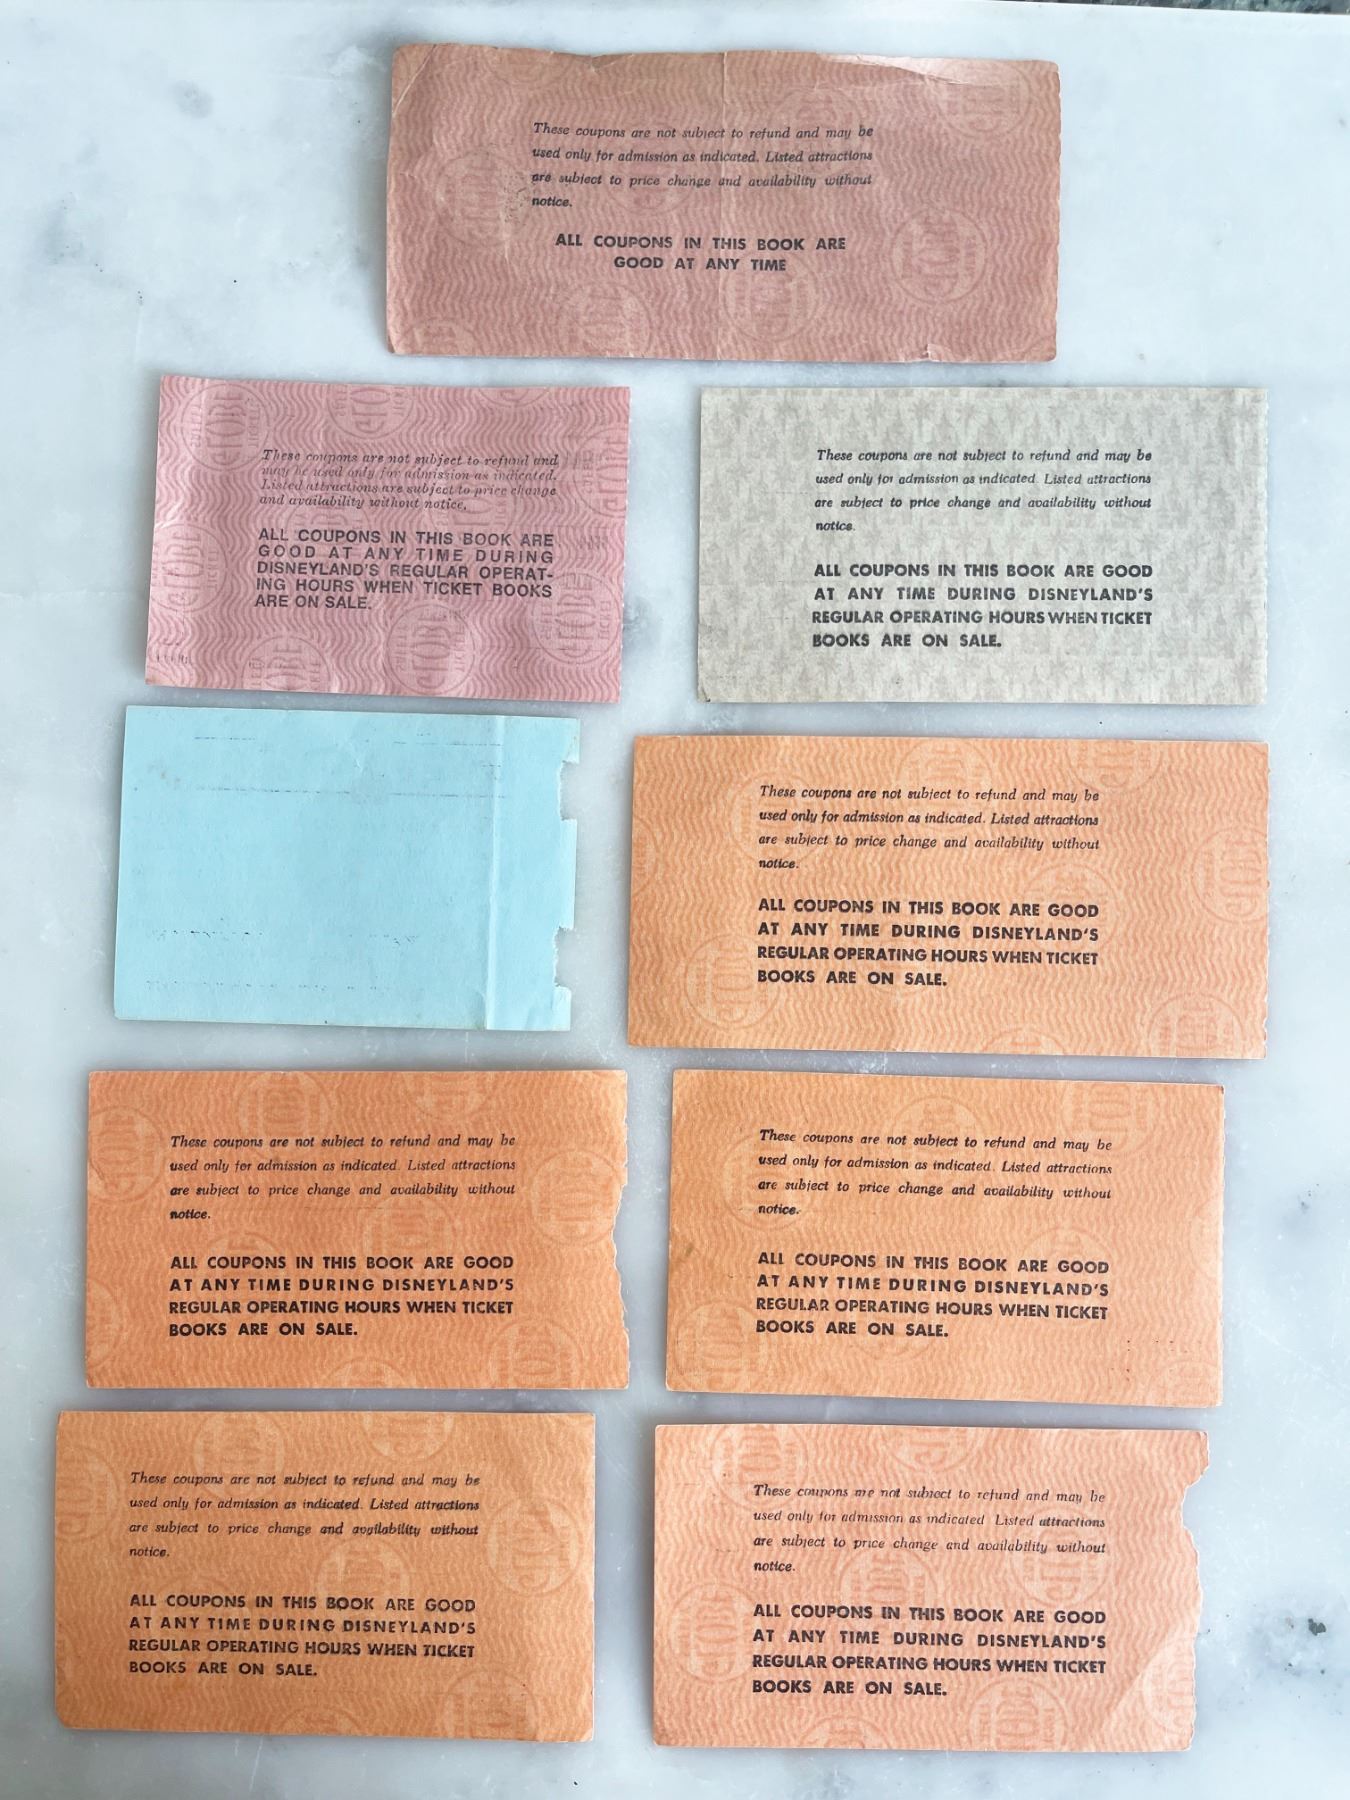 These coupons are not subject to refund and may be
used only for admission as indicated. Listed attractions
are subject to price change and availability without
notice.
ALL COUPONS IN THIS BOOK ARE
GOOD AT ANY TIME
These coupons are not subject to refund and
may be used only for admission as indicated.
Listed attractions are subject to price change
and availability without notice.
ALL COUPONS IN THIS BOOK ARE
GOOD AT ANY TIME DURING
DISNEYLAND'S REGULAR OPERAT-
ING HOURS WHEN TICKET BOOKS
ARE ON SALE.
These coupons are not subject to refund and may be
used only for admission as indicated. Listed attractions
are subject to price change and availability without
notice.
ALL COUPONS IN THIS BOOK ARE GOOD
AT ANY TIME DURING DISNEYLAND'S
REGULAR OPERATING HOURS WHEN TICKET
BOOKS ARE ON SALE.
These coupons are not subject to refund and may be
used only for admission as indicated. Listed attractions
are subject to price change and availability without
notice.
ALL COUPONS IN THIS BOOK ARE GOOD
AT ANY TIME DURING DISNEYLAND'S
REGULAR OPERATING HOURS WHEN TICKET
BOOKS ARE ON SALE.
These coupons are not subject to refund and may be
used only for admission as indicated. Listed attractions
are subject to price change and availability without
notice.
ALL COUPONS IN THIS BOOK ARE GOOD
AT ANY TIME DURING DISNEYLAND'S
REGULAR OPERATING HOURS WHEN TICKET
BOOKS ARE ON SALE.
These coupons are not subject to refund and may be
used only for admission as indicated. Listed attractions
are subject to price change and availability without
notice.
ALL COUPONS IN THIS BOOK ARE GOOD
AT ANY TIME DURING DISNEYLAND'S
REGULAR OPERATING HOURS WHEN TICKET
BOOKS ARE ON SALE.
These coupons are not subject to refund and may be
used only for admission as indicated. Listed attractions
are subject to price change and availability without
notice.
ALL COUPONS IN THIS BOOK ARE GOOD
AT ANY TIME DURING DISNEYLAND'S
REGULAR OPERATING HOURS WHEN TICKET
BOOKS ARE ON SALE.
These coupons are not subject to refund and may be
used only for admission as indicated Listed attractions
are subject to price change and availability without
notice.
ALL COUPONS IN THIS BOOK ARE GOOD
AT ANY TIME DURING DISNEYLAND'S
REGULAR OPERATING HOURS WHEN TICKET
BOOKS ARE ON SALE.